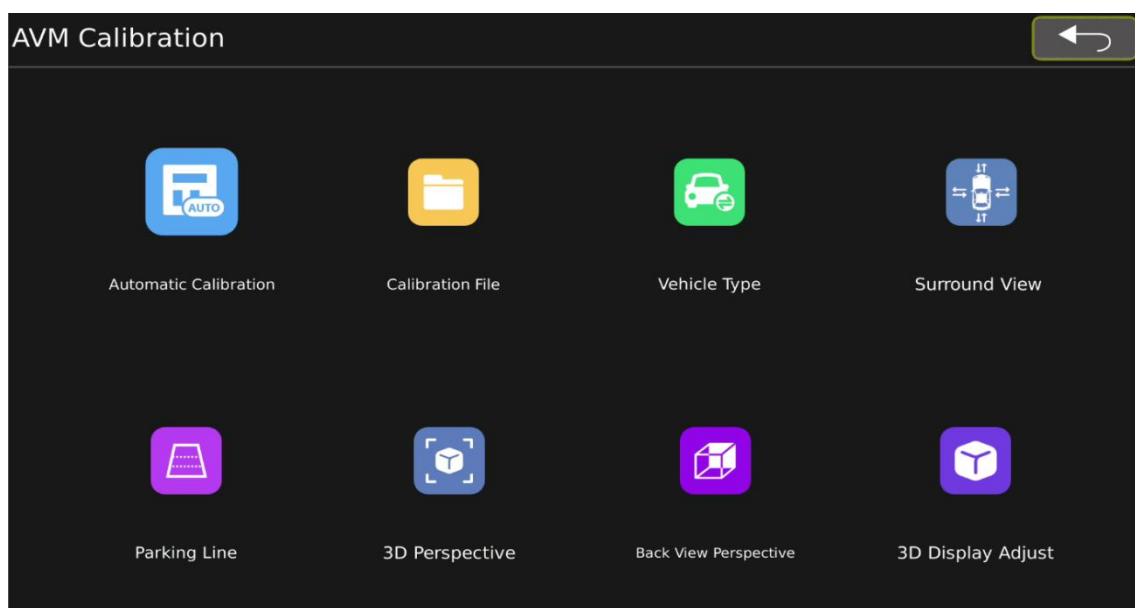 AVM Calibration
AUTO
Automatic Calibration
Calibration File
Vehicle Type
Surround View
Parking Line
3D Perspective
Back View Perspective
3D Display Adjust